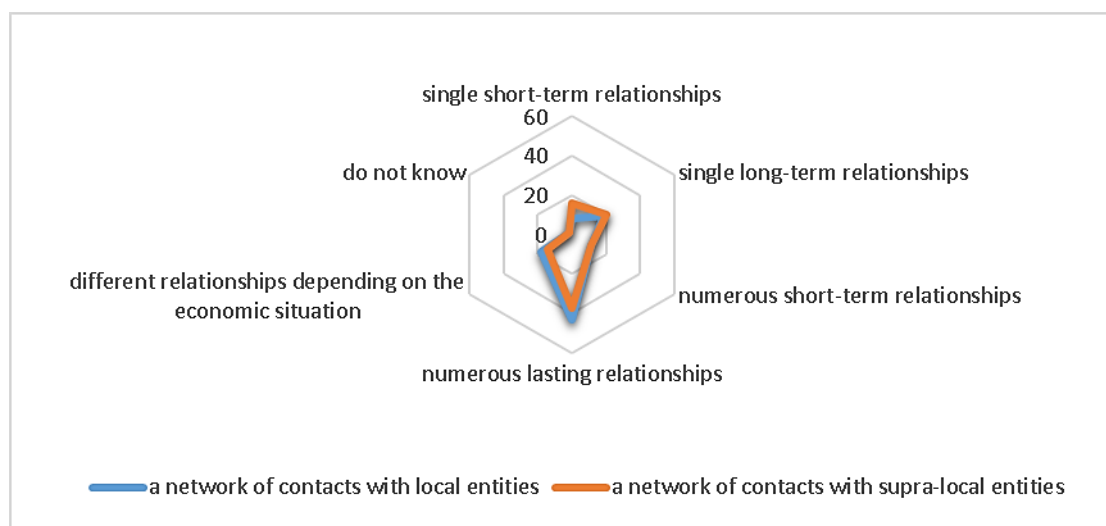 single short-term relationships
60
do not know
40
single long-term relationships
20
0
different relationships depending on the
economic situation
numerous short-term relationships
numerous lasting relationships
a network of contacts with local entities
a network of contacts with supra-local entities